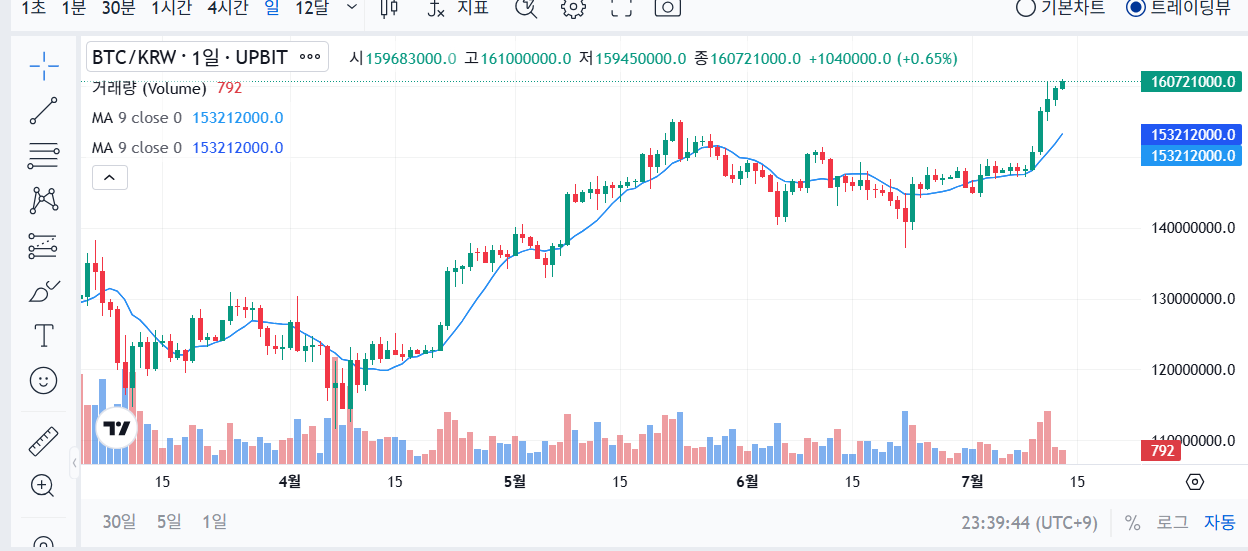 1초 1분 30분 1시간 4시간 일 12달 지표 기본차트 트레이딩뷰
BTC/KRW · 1일 · UPBIT 시159683000.0 고161000000.0 저159450000.0 종160721000.0 +1040000.0 (+0.65%)
160721000.0
거래량 (Volume) 792
MA 9 close 0 153212000.0
153212000.0
MA 9 close 0 153212000.0
153212000.0
140000000.0
130000000.0
120000000.0
792
15 4월 15 5월 15 6월 15 7월 15
30일 5일 1일 23:39:44 (UTC+9) % 로그 자동